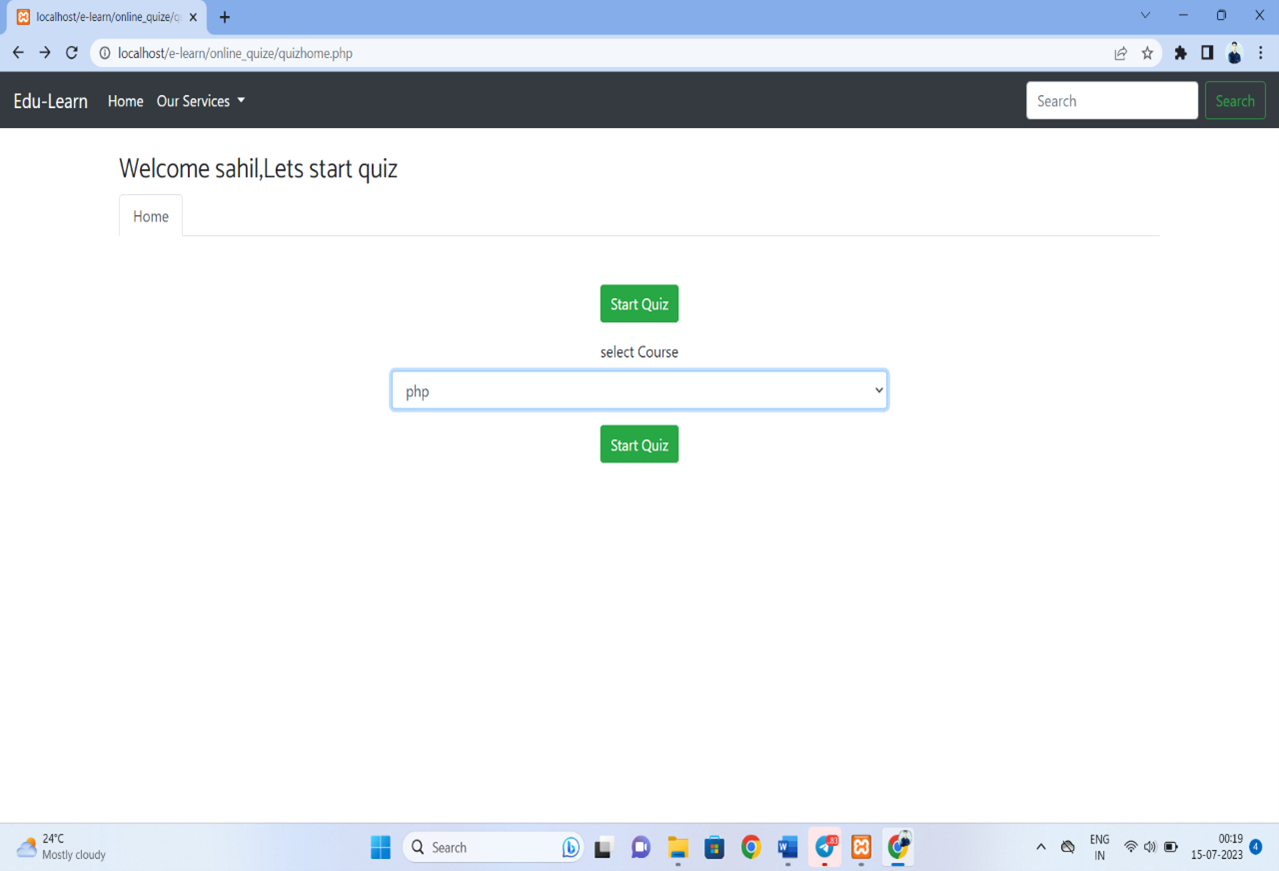 localhost/e-learn/online_quize/q
localhost/e-learn/online_quize/quizhome.php
Edu-Learn Home Our Services Search Search
Welcome sahil,Lets start quiz
Home
Start Quiz
select Course
php
Start Quiz
24°C
Mostly cloudy
Search
83
ENG
IN
00:19
15-07-2023
4